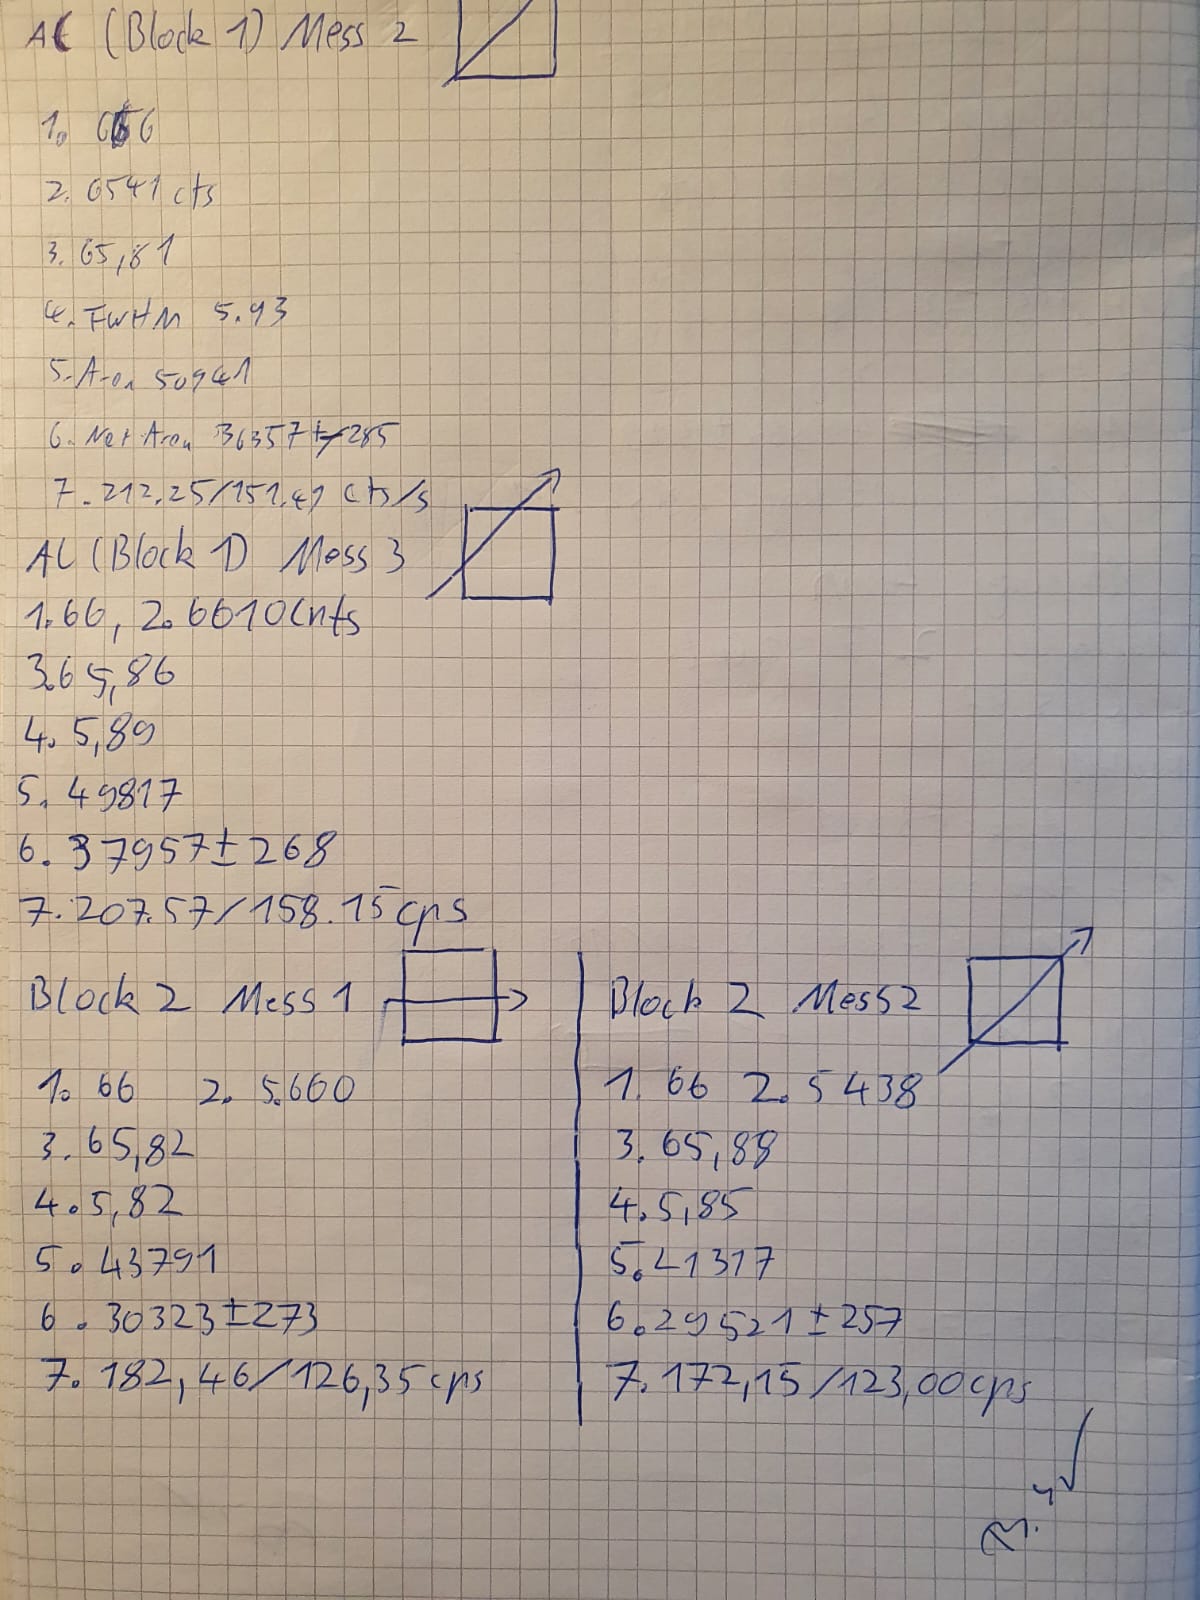 AL (Block 1) Mess 2
1. 66
2. 6541 cts
3. 65,81
4. FWHM 5.93
5. Area 50941
6. Net Area 36357 +/- 285
7. 212.25/151.41 cts/s
AL (Block 1) Mess 3
1. 66, 2. 6610 Cnts
3. 65,86
4. 5,89
5. 49817
6. 37957 ± 268
7. 207.57/158.15 cps
Block 2 Mess 1
1. 66 2. 5.600
3. 65,82
4. 5,82
5. 43791
6. 30323 ± 273
7. 182,46/126,35 cps
Block 2 Mess 2
1. 66 2. 5438
3. 65,88
4. 5,85
5. 41317
6. 29521 ± 257
7. 172,15/123,00 cps